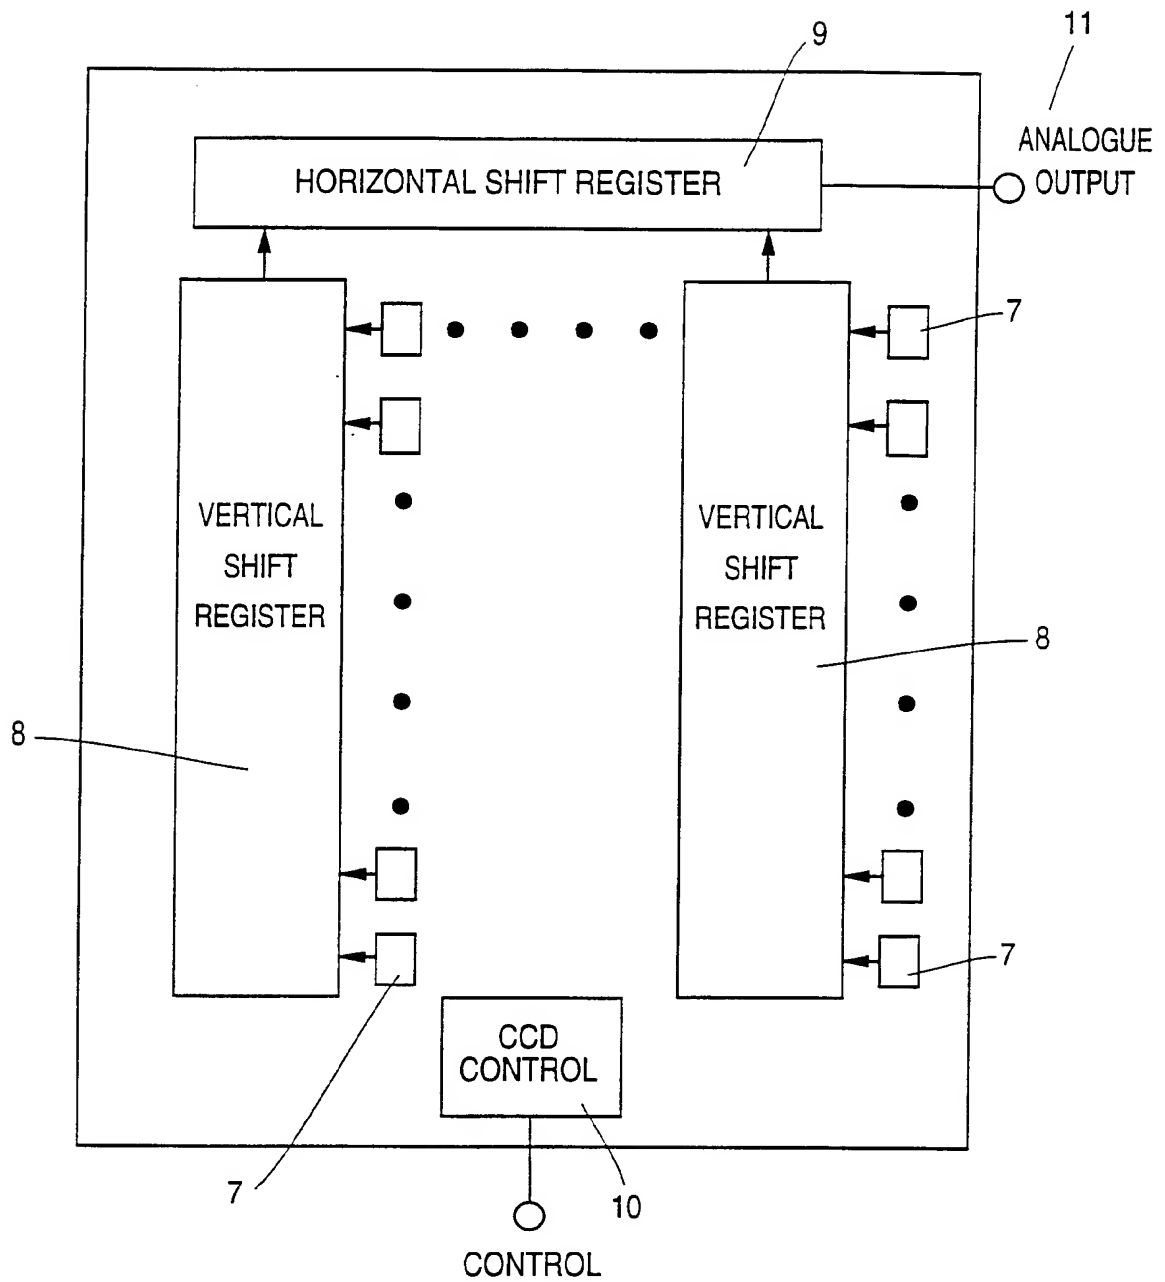 9
11
ANALOGUE
OUTPUT
HORIZONTAL SHIFT REGISTER
7
VERTICAL
SHIFT
REGISTER
VERTICAL
SHIFT
REGISTER
8
8
7
CCD
CONTROL
7
10
CONTROL